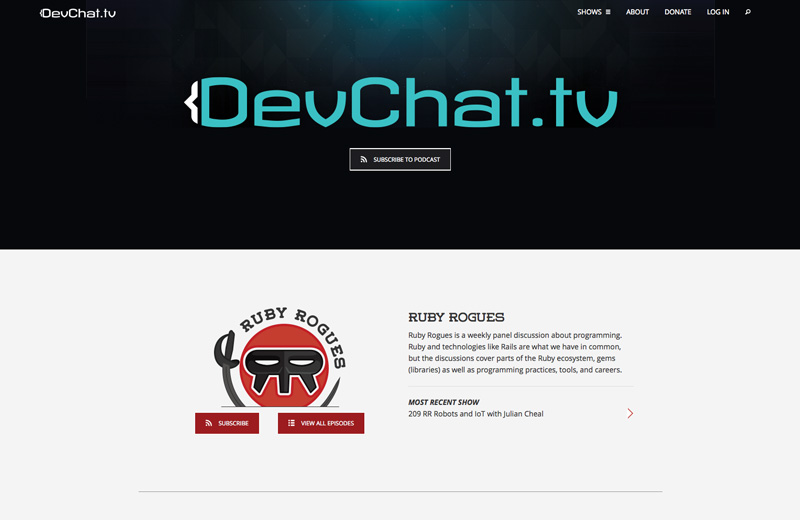 {DevChat.tv
SHOWS
ABOUT
DONATE
LOG IN
{DevChat.tv
SUBSCRIBE TO PODCAST
RUBY ROGUES
SUBSCRIBE
VIEW ALL EPISODES
RUBY ROGUES
Ruby Rogues is a weekly panel discussion about programming.
Ruby and technologies like Rails are what we have in common,
but the discussions cover parts of the Ruby ecosystem, gems
(libraries) as well as programming practices, tools, and careers.
MOST RECENT SHOW
209 RR Robots and IoT with Julian Cheal